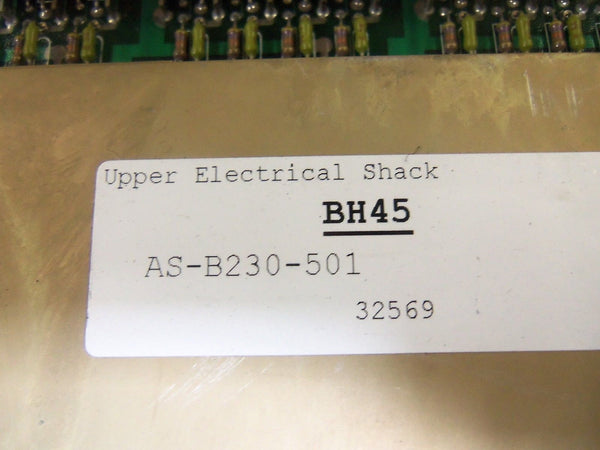 Upper Electrical Shack
BH45
AS-B230-501
32569